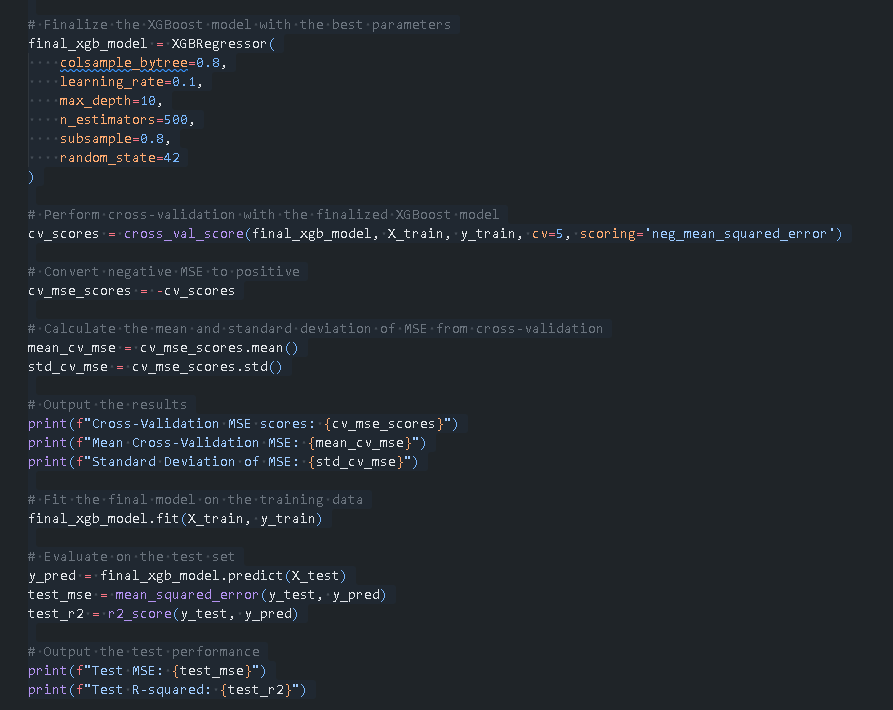 # Finalize the XGBoost model with the best parameters
final_xgb_model = XGBRegressor(
    colsample_bytree=0.8,
    learning_rate=0.1,
    max_depth=10,
    n_estimators=500,
    subsample=0.8,
    random_state=42
)

# Perform cross-validation with the finalized XGBoost model
cv_scores = cross_val_score(final_xgb_model, X_train, y_train, cv=5, scoring='neg_mean_squared_error')

# Convert negative MSE to positive
cv_mse_scores = -cv_scores

# Calculate the mean and standard deviation of MSE from cross-validation
mean_cv_mse = cv_mse_scores.mean()
std_cv_mse = cv_mse_scores.std()

# Output the results
print(f"Cross-Validation MSE scores: {cv_mse_scores}")
print(f"Mean Cross-Validation MSE: {mean_cv_mse}")
print(f"Standard Deviation of MSE: {std_cv_mse}")

# Fit the final model on the training data
final_xgb_model.fit(X_train, y_train)

# Evaluate on the test set
y_pred = final_xgb_model.predict(X_test)
test_mse = mean_squared_error(y_test, y_pred)
test_r2 = r2_score(y_test, y_pred)

# Output the test performance
print(f"Test MSE: {test_mse}")
print(f"Test R-squared: {test_r2}")